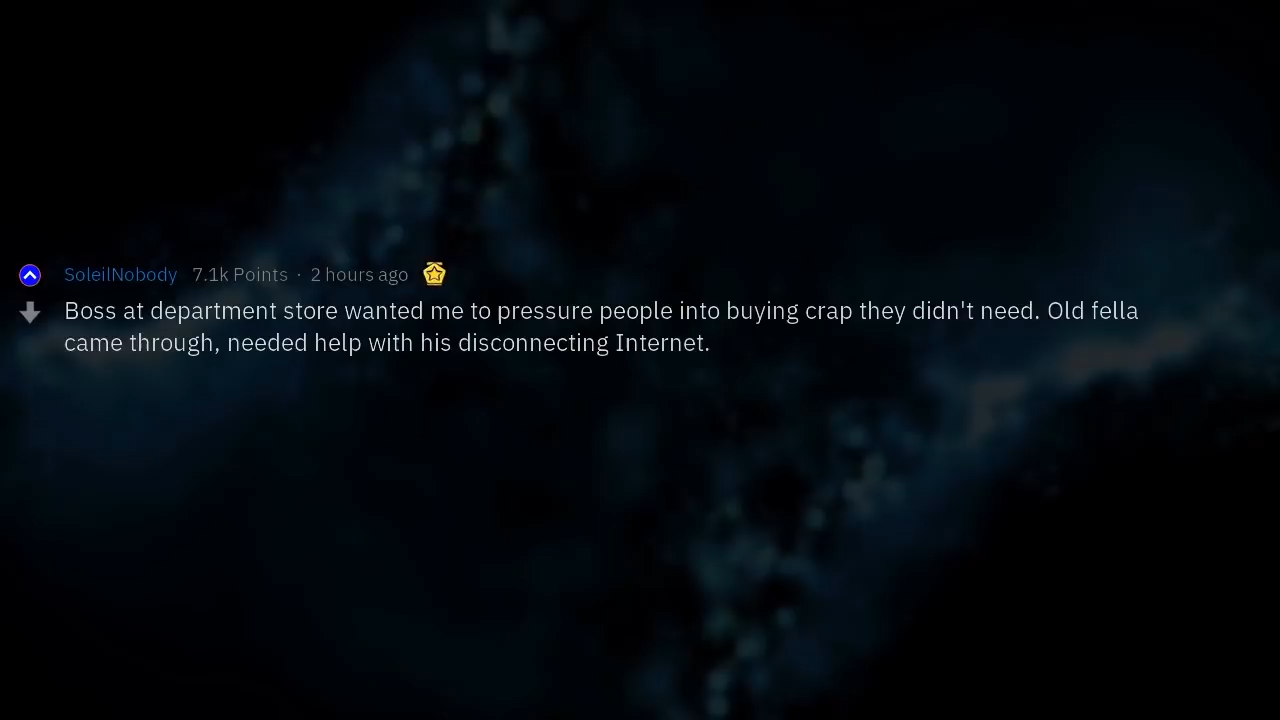 SoleilNobody 7.1k Points · 2 hours ago
Boss at department store wanted me to pressure people into buying crap they didn't need. Old fella
came through, needed help with his disconnecting Internet.